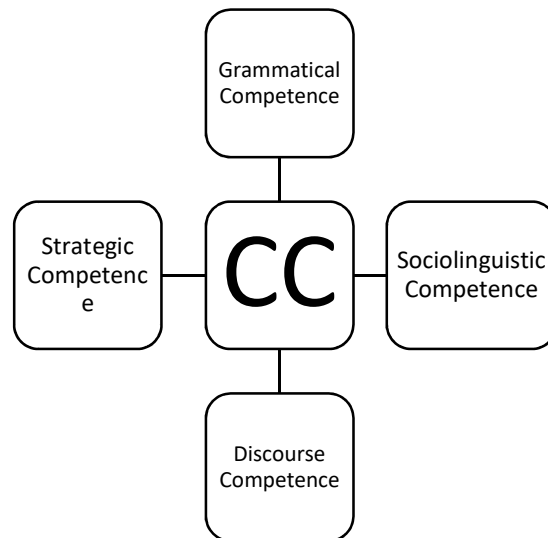 Grammatical
Competence
Strategic
Competenc
e
CC
Sociolinguistic
Competence
Discourse
Competence